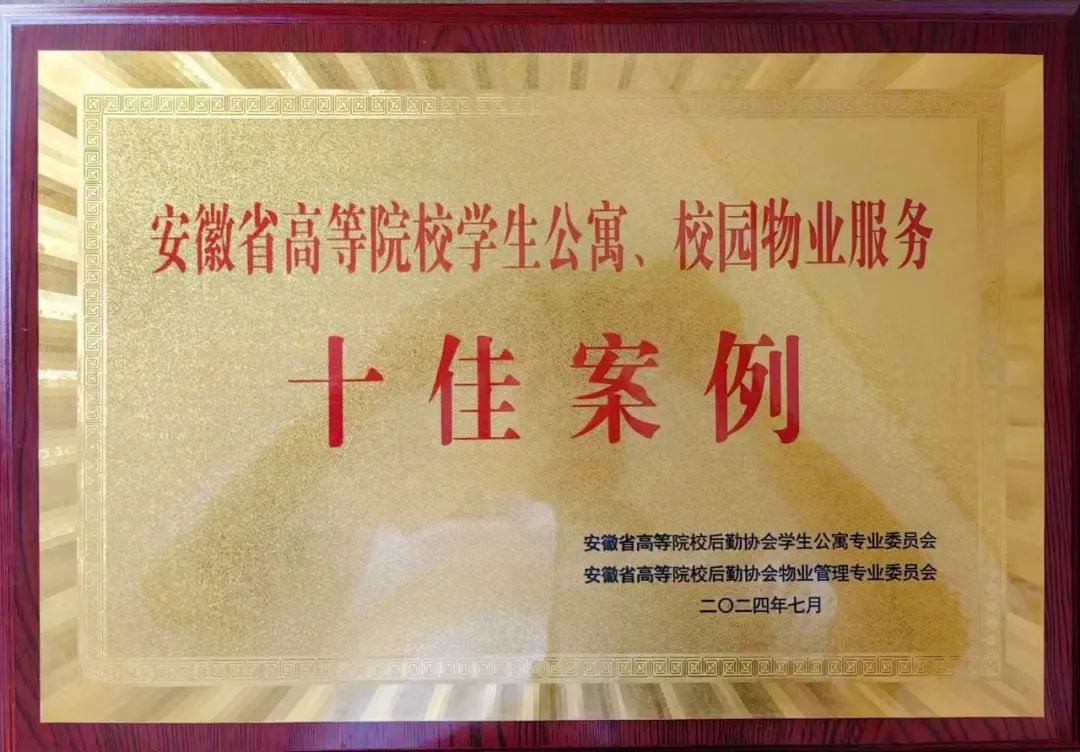 安徽省高等院校学生公寓、校园物业服务
十佳案例
安徽省高等院校后勤协会学生公寓专业委员会
安徽省高等院校后勤协会物业管理专业委员会
二〇二四年七月